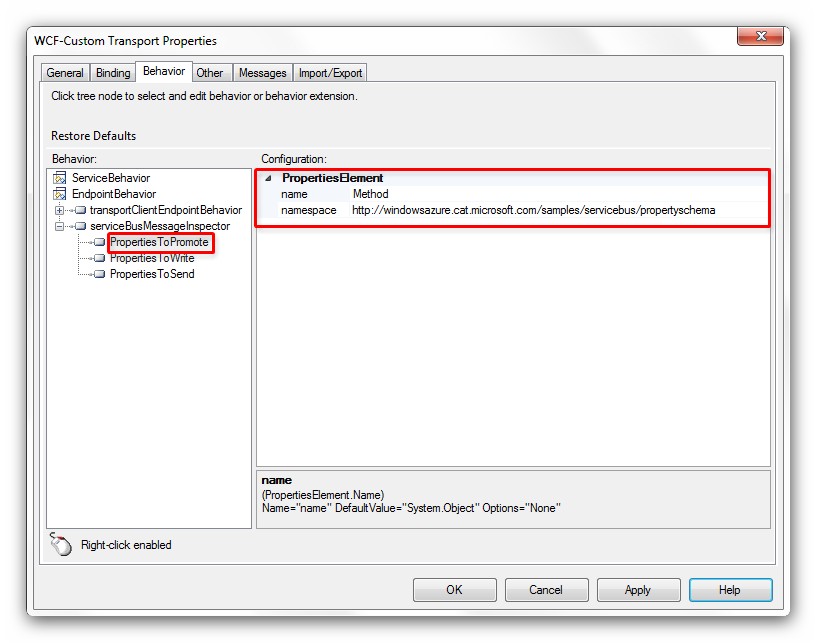 WCF-Custom Transport Properties
General Binding Behavior Other Messages Import/Export
Click tree node to select and edit behavior or behavior extension.
Restore Defaults
Behavior:
Configuration:
ServiceBehavior
EndpointBehavior
transportClientEndpointBehavior
serviceBusMessageInspector
PropertiesToPromote
PropertiesToWrite
PropertiesToSend
PropertiesElement
name Method
namespace http://windowsazure.cat.microsoft.com/samples/servicebus/propertyschema
name
(PropertiesElement.Name)
Name="name" DefaultValue="System.Object" Options="None"
Right-click enabled
OK Cancel Apply Help